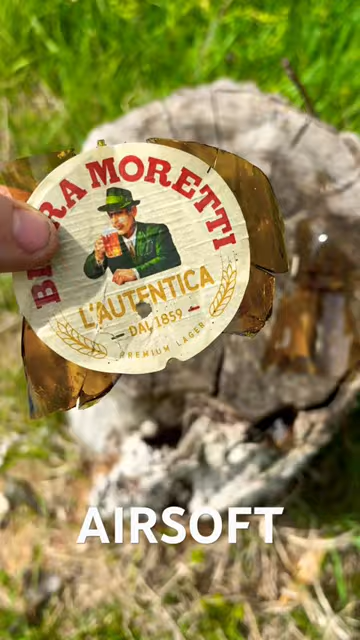 BIRRA MORETTI
L'AUTENTICA
DAL 1859
PREMIUM LAGER
AIRSOFT